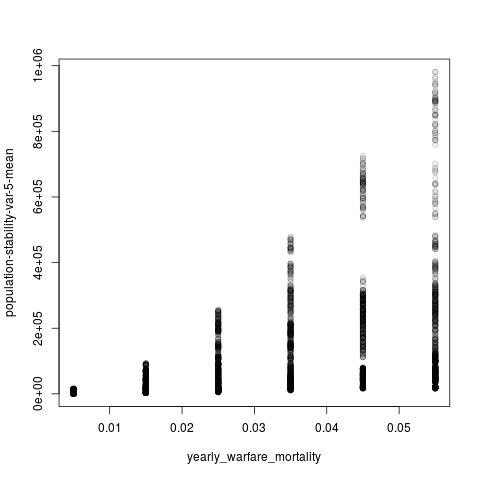 1e+06
8e+05
6e+05
4e+05
2e+05
0e+00
population-stability-var-5-mean
0.01 0.02 0.03 0.04 0.05
yearly_warfare_mortality